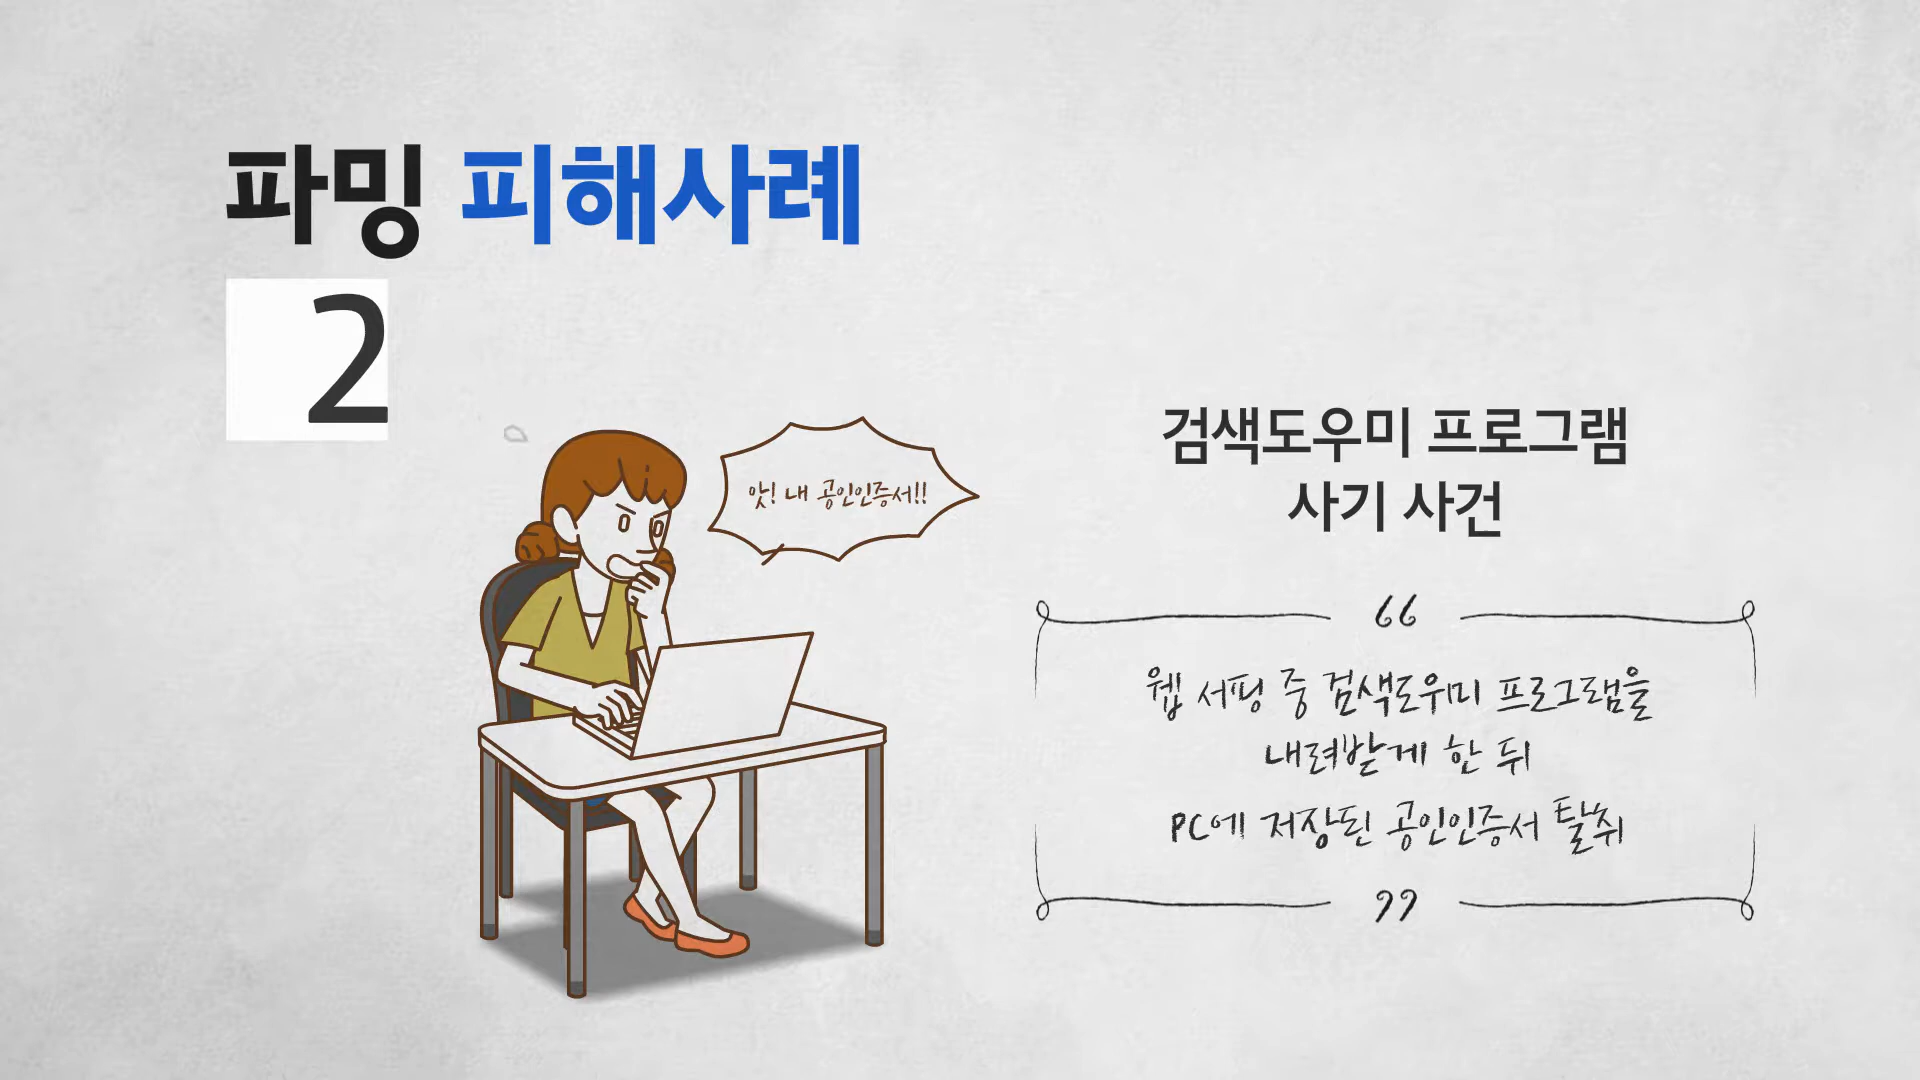 파밍 피해사례
2
앗! 내 공인인증서!!
검색도우미 프로그램
사기 사건
“
웹 서핑 중 검색도우미 프로그램을
내려받게 한 뒤
PC에 저장된 공인인증서 탈취
”